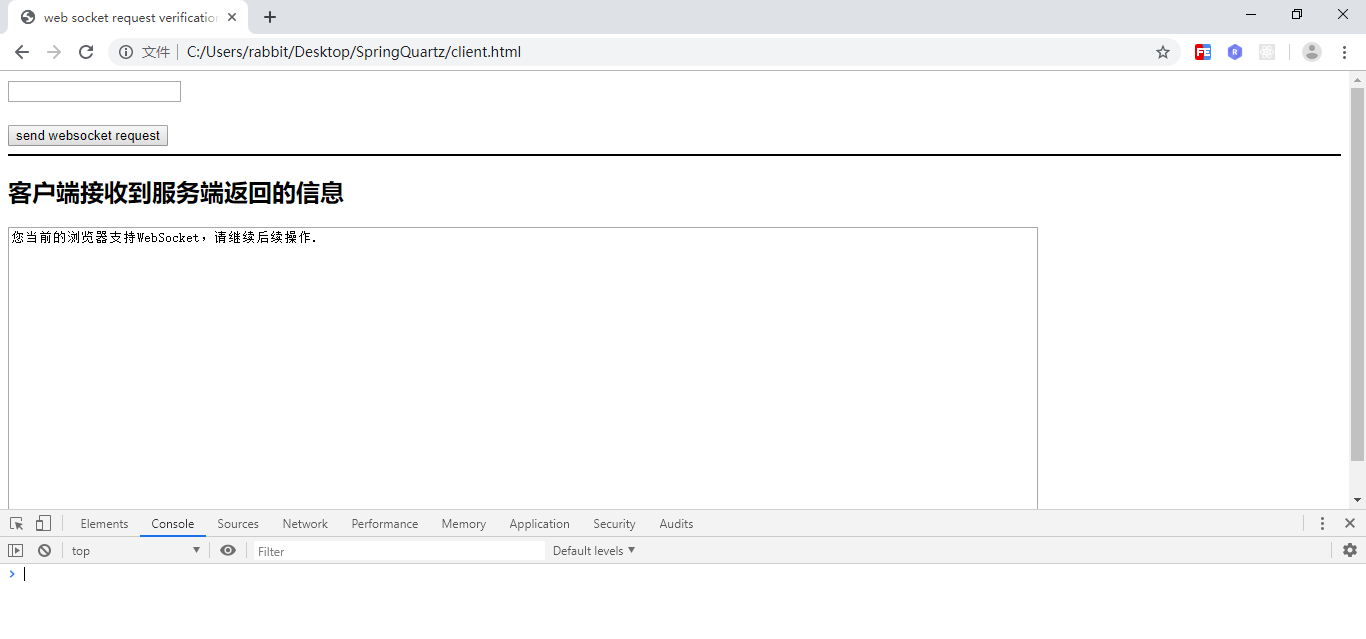 web socket request verification
文件 C:/Users/rabbit/Desktop/SpringQuartz/client.html
send websocket request
客户端接收到服务端返回的信息
您当前的浏览器支持WebSocket，请继续后续操作.
Elements Console Sources Network Performance Memory Application Security Audits
top Filter Default levels